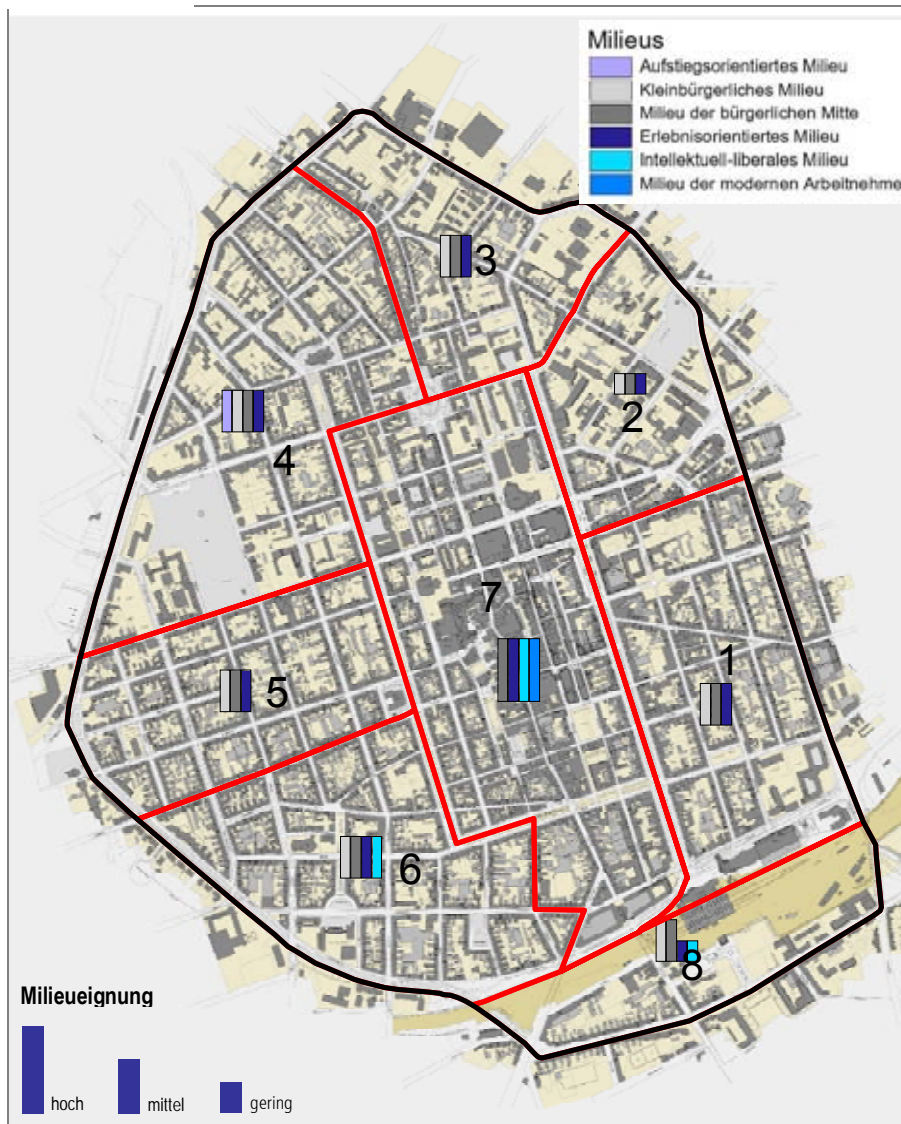 Milieus
Aufstiegsorientiertes Milieu
Kleinbürgerliches Milieu
Milieu der bürgerlichen Mitte
Erlebnisorientiertes Milieu
Intellektuell-liberales Milieu
Milieu der modernen Arbeitnehme
3
2
4
7
1
5
6
8
Milieueignung
hoch mittel gering